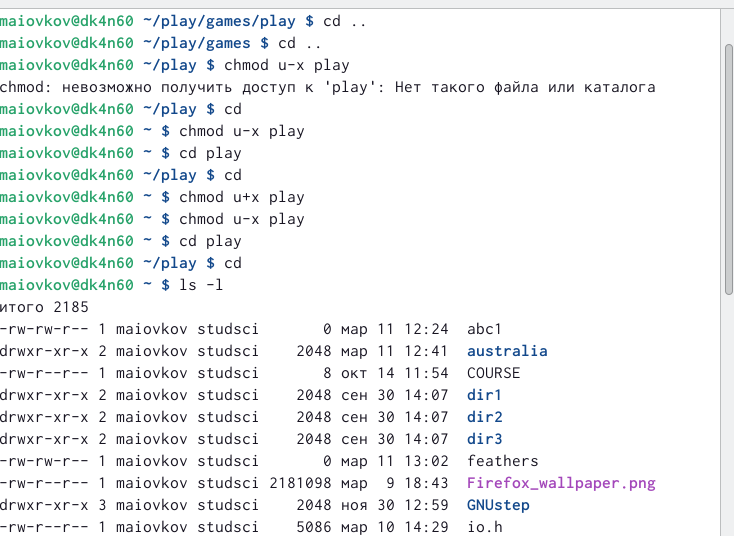 maiovkov@dk4n60 ~/play/games/play $ cd ..
maiovkov@dk4n60 ~/play/games $ cd ..
maiovkov@dk4n60 ~/play $ chmod u-x play
chmod: невозможно получить доступ к 'play': Нет такого файла или каталога
maiovkov@dk4n60 ~/play $ cd
maiovkov@dk4n60 ~ $ chmod u-x play
maiovkov@dk4n60 ~ $ cd play
maiovkov@dk4n60 ~/play $ cd
maiovkov@dk4n60 ~ $ chmod u+x play
maiovkov@dk4n60 ~ $ chmod u-x play
maiovkov@dk4n60 ~ $ cd play
maiovkov@dk4n60 ~/play $ cd
maiovkov@dk4n60 ~ $ ls -l
итого 2185
-rw-rw-r-- 1 maiovkov studsci       0 мар 11 12:24  abc1
drwxr-xr-x 2 maiovkov studsci    2048 мар 11 12:41  australia
-rw-r--r-- 1 maiovkov studsci       8 окт 14 11:54  COURSE
drwxr-xr-x 2 maiovkov studsci    2048 сен 30 14:07  dir1
drwxr-xr-x 2 maiovkov studsci    2048 сен 30 14:07  dir2
drwxr-xr-x 2 maiovkov studsci    2048 сен 30 14:07  dir3
-rw-rw-r-- 1 maiovkov studsci       0 мар 11 13:02  feathers
-rw-r--r-- 1 maiovkov studsci 2181098 мар  9 18:43  Firefox_wallpaper.png
drwxr-xr-x 3 maiovkov studsci    2048 ноя 30 12:59  GNUstep
-rw-r--r-- 1 maiovkov studsci    5086 мар 10 14:29  io.h